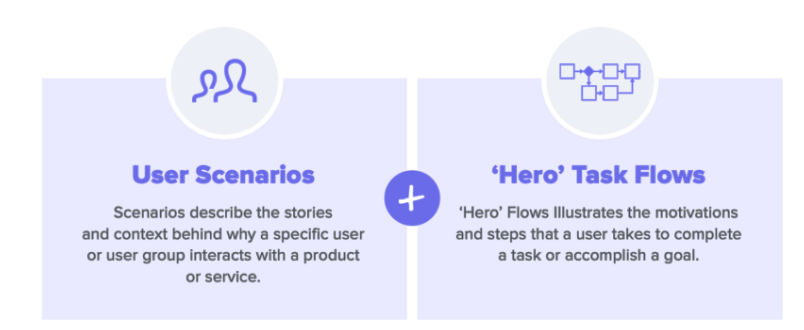 User Scenarios
Scenarios describe the stories
and context behind why a specific user
or user group interacts with a product
or service.
‘Hero’ Task Flows
‘Hero’ Flows Illustrates the motivations
and steps that a user takes to complete
a task or accomplish a goal.